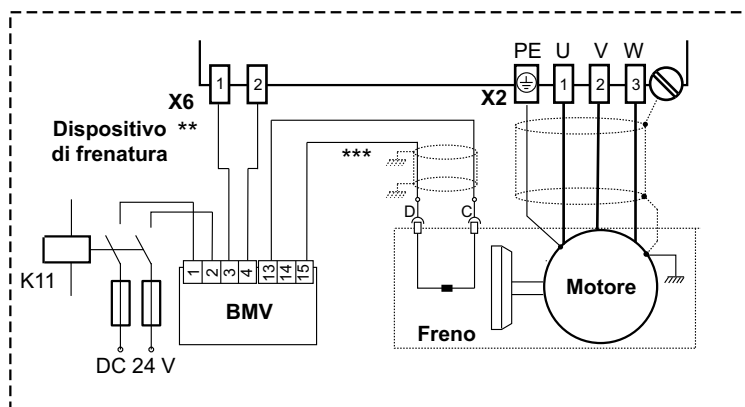 PE U V W
1 2 1 2 3
X6 X2
Dispositivo **
di frenatura
***
D C
K11
1 2 3 4 13 14 15
BMV
Motore
Freno
DC 24 V